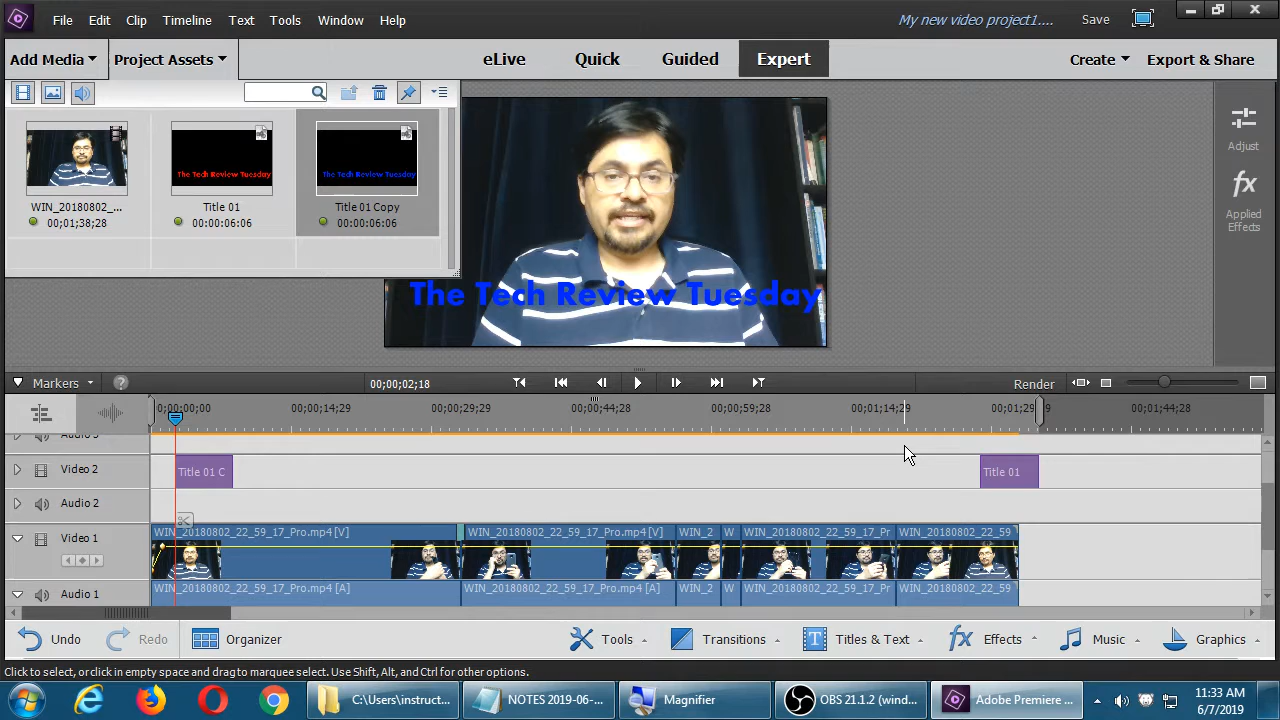 File Edit Clip Timeline Text Tools Window Help
My new video project1.... Save
Add Media Project Assets
eLive Quick Guided Expert
Create Export & Share
The Tech Review Tuesday
The Tech Review Tuesday
WIN_20180802_... Title 01 Title 01 Copy
00;01;38;28 00:00:06:06 00:00:06:06
Adjust
fx
Applied
Effects
The Tech Review Tuesday
Markers ? 00;00;02;18 Render
0;00;00;00 00;00;14;29 00;00;29;29 00;00;44;28 00;00;59;28 00;01;14;29 00;01;29 9 00;01;44;28
Audio 3
Video 2 Title 01 C Title 01
Audio 2
WIN_20180802_22_59_17_Pro.mp4 [V] WIN_20180802_22_59_17_Pro.mp4 [V] WIN_2 W WIN_20180802_22_59_17_Pr WIN_20180802_22_59
Video 1
Audio 1 WIN_20180802_22_59_17_Pro.mp4 [A] WIN_20180802_22_59_17_Pro.mp4 [A] WIN_2 W WIN_20180802_22_59_17_Pr WIN_20180802_22_59
Undo Redo Organizer Tools Transitions T Titles & Text fx Effects Music Graphics
Click to select, or click in empty space and drag to marquee select. Use Shift, Alt, and Ctrl for other options.
C:\Users\instruct... NOTES 2019-06-... Magnifier OBS 21.1.2 (wind... Adobe Premiere ... 11:33 AM
6/7/2019